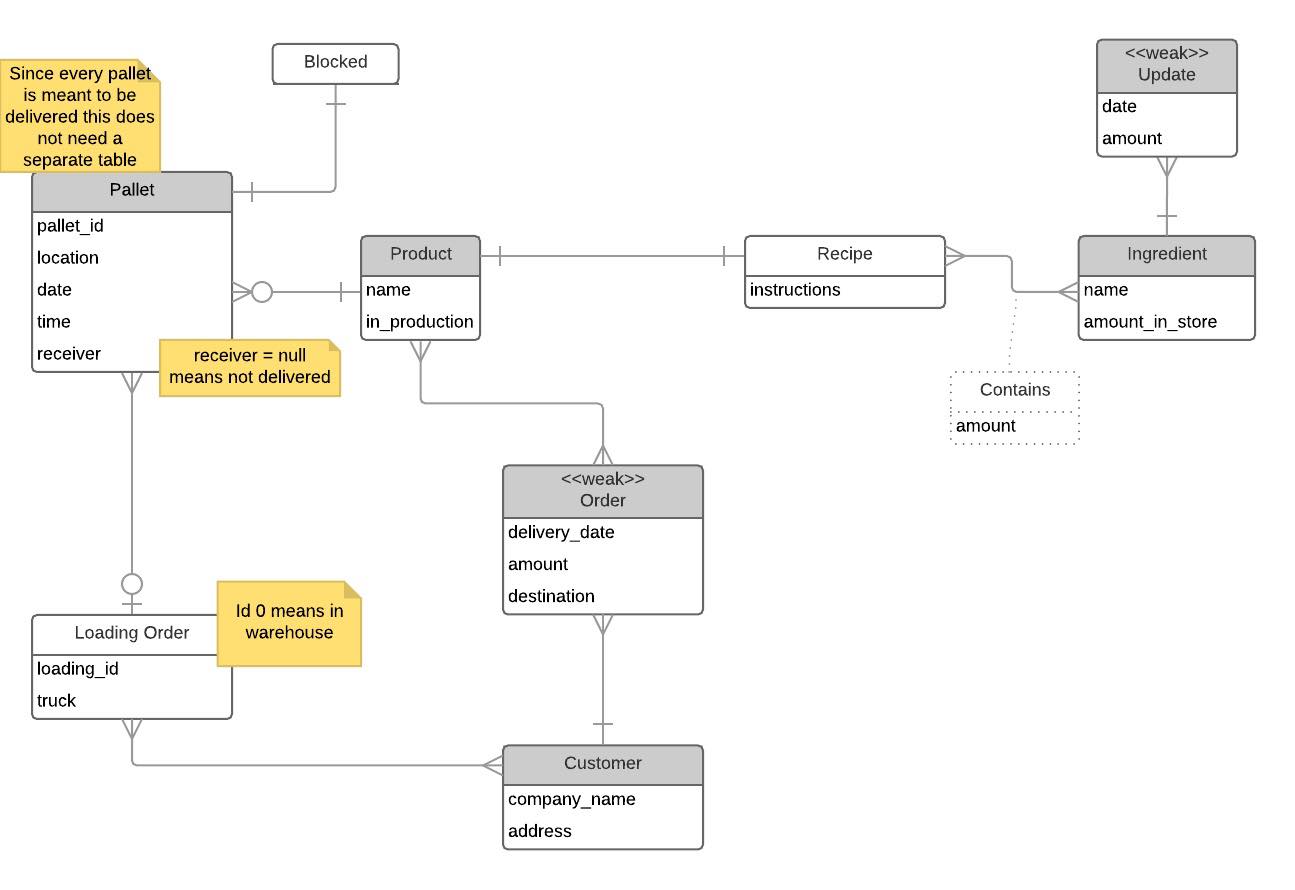 Blocked
<<weak>>
Update
date
amount
Since every pallet
is meant to be
delivered this does
not need a
separate table
Pallet
pallet_id
location
date
time
receiver
receiver = null
means not delivered
Product
name
in_production
Recipe
instructions
Ingredient
name
amount_in_store
Contains
amount
<<weak>>
Order
delivery_date
amount
destination
Id 0 means in
warehouse
Loading Order
loading_id
truck
Customer
company_name
address